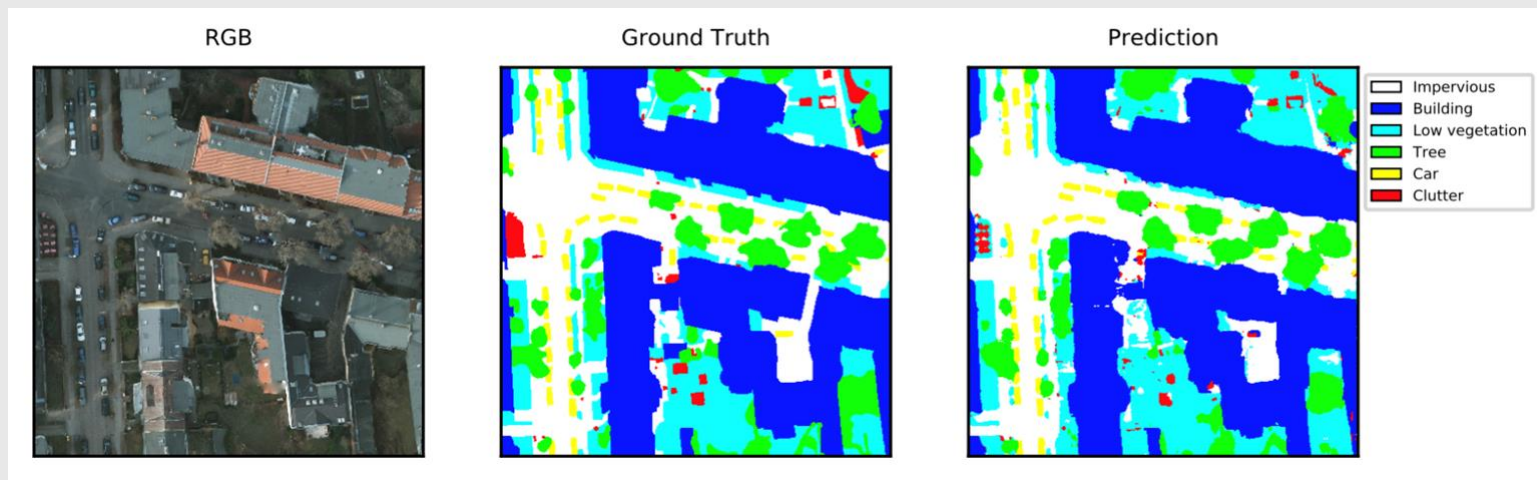 RGB
Ground Truth
Prediction
Impervious
Building
Low vegetation
Tree
Car
Clutter